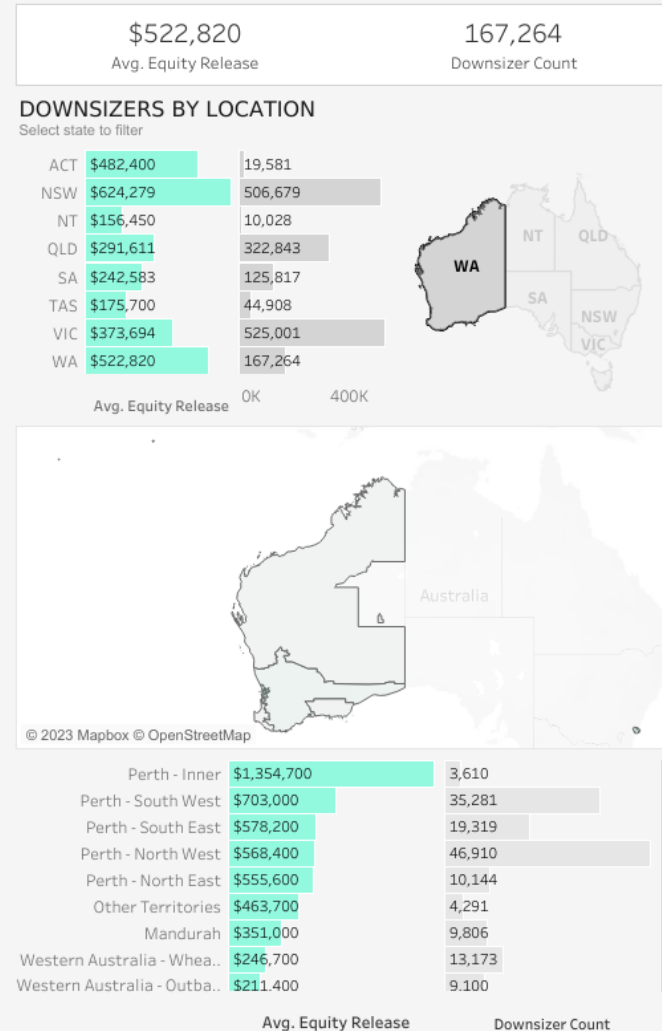 $522,820 167,264
Avg. Equity Release Downsizer Count
DOWNSIZERS BY LOCATION
Select state to filter
ACT $482,400 19,581
NSW $624,279 506,679
NT $156,450 10,028
QLD $291,611 322,843
SA $242,583 125,817
TAS $175,700 44,908
VIC $373,694 525,001
WA $522,820 167,264
Avg. Equity Release 0K 400K
NT QLD
WA
SA
NSW
VIC
Australia
© 2023 Mapbox © OpenStreetMap
Perth - Inner $1,354,700 3,610
Perth - South West $703,000 35,281
Perth - South East $578,200 19,319
Perth - North West $568,400 46,910
Perth - North East $555,600 10,144
Other Territories $463,700 4,291
Mandurah $351,000 9,806
Western Australia - Whea.. $246,700 13,173
Western Australia - Outba.. $211,400 9,100
Avg. Equity Release Downsizer Count